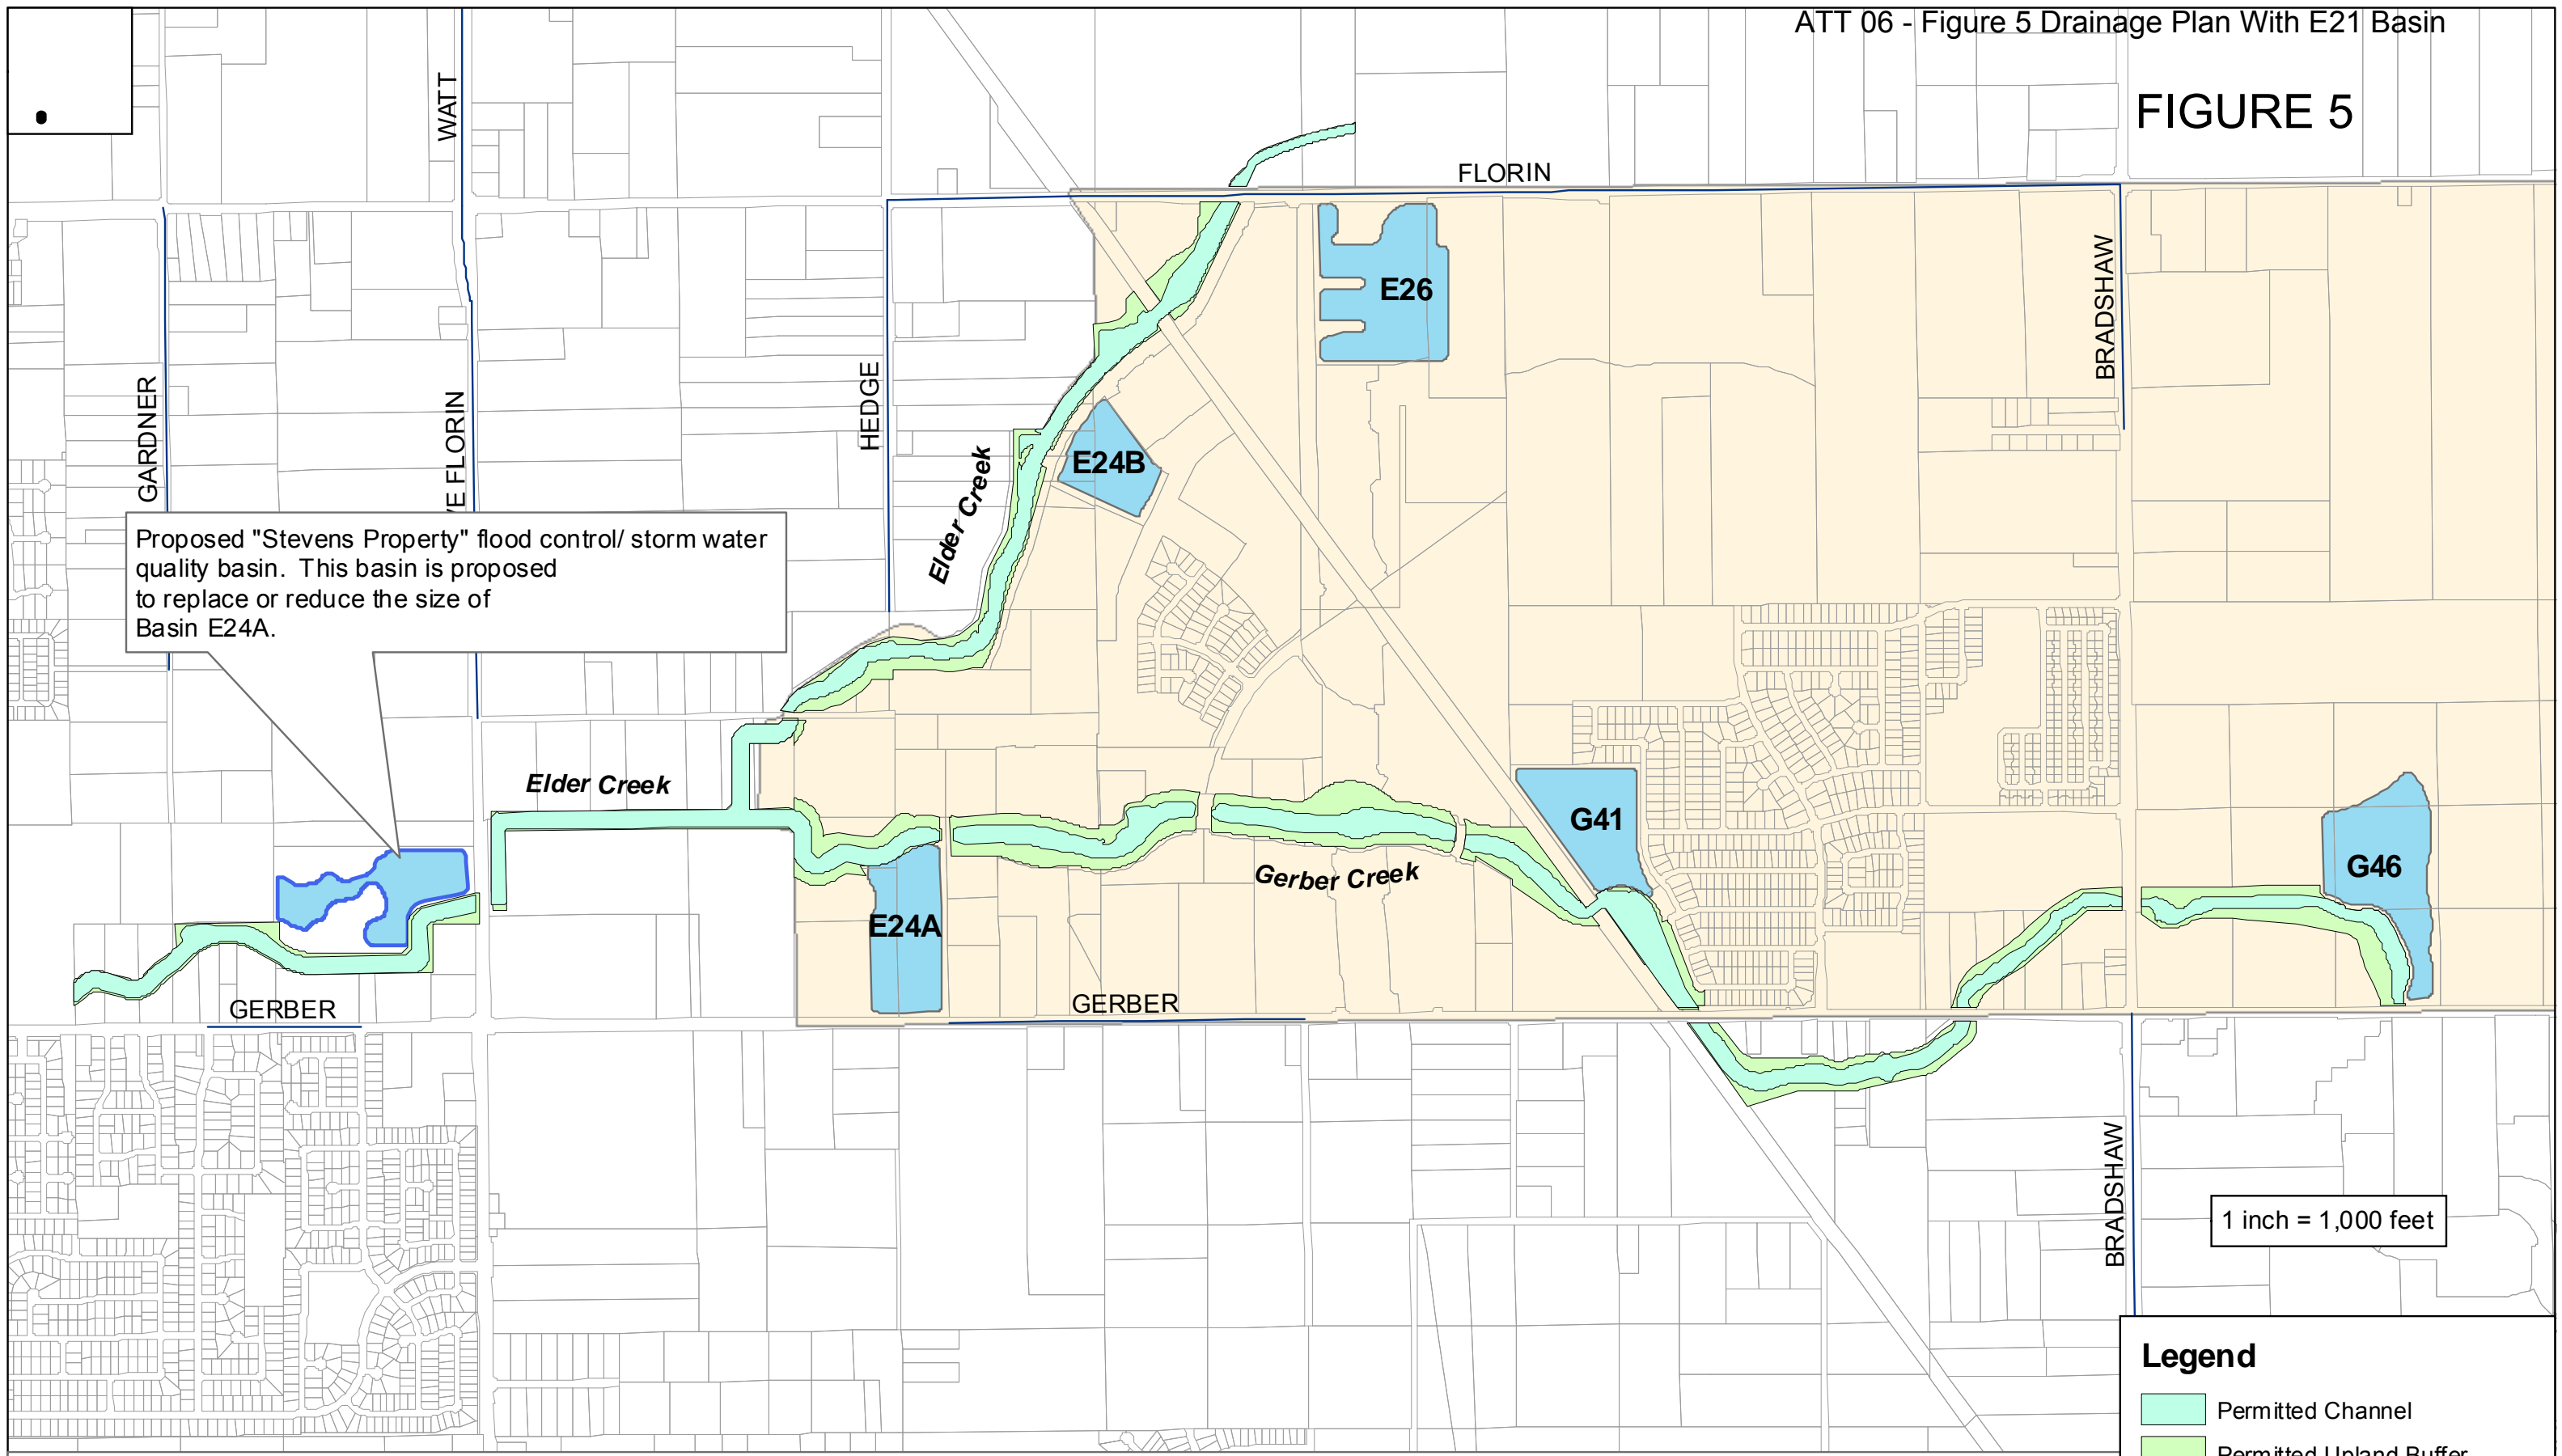 ATT 06 - Figure 5 Drainage Plan With E21 Basin
FIGURE 5
WATT
FLORIN
BRADSHAW
E26
GARDNER
FLORIN
HEDGE
E24B
Elder Creek
Proposed "Stevens Property" flood control/ storm water
quality basin.  This basin is proposed
to replace or reduce the size of
Basin E24A.
Elder Creek
G41
G46
Gerber Creek
E24A
GERBER
GERBER
BRADSHAW
1 inch = 1,000 feet
Legend
Permitted Channel
Permitted Upland Buffer